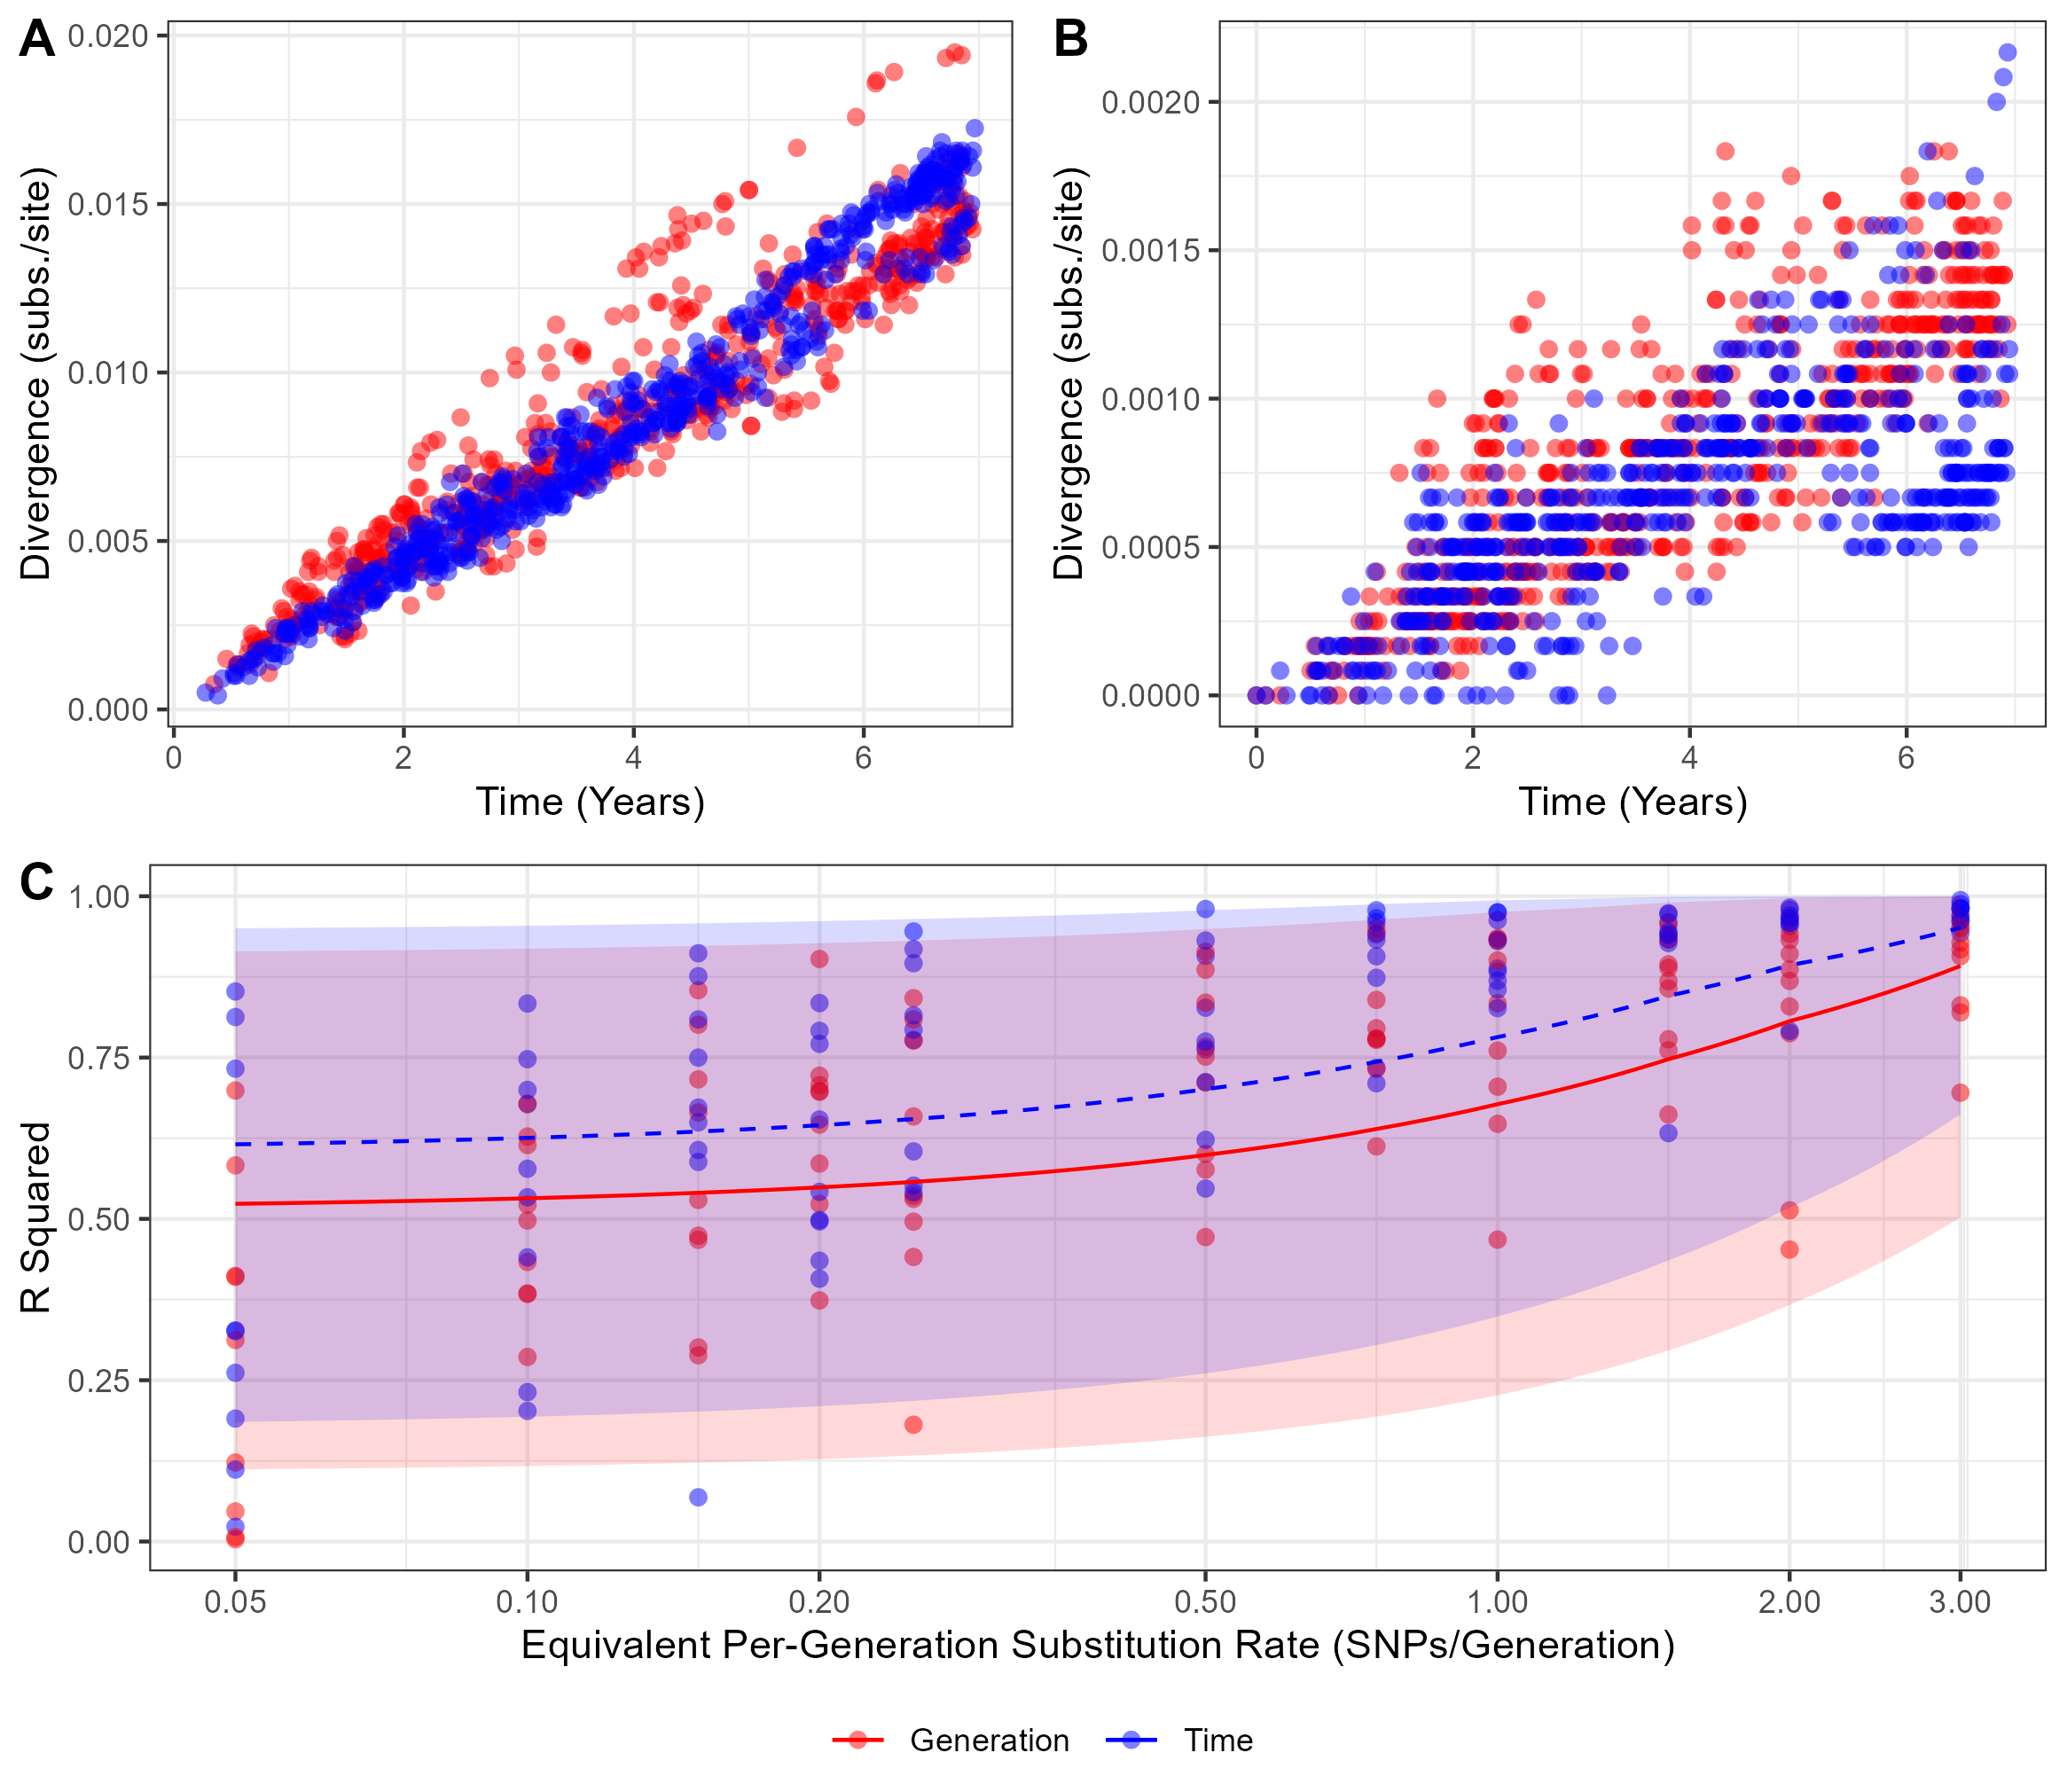 A
0.020
0.015
0.010
0.005
0.000
Divergence (subs./site)
0 2 4 6
Time (Years)
B
0.0020
0.0015
0.0010
0.0005
0.0000
Divergence (subs./site)
0 2 4 6
Time (Years)
C
1.00
0.75
0.50
0.25
0.00
R Squared
0.05 0.10 0.20 0.50 1.00 2.00 3.00
Equivalent Per-Generation Substitution Rate (SNPs/Generation)
Generation Time